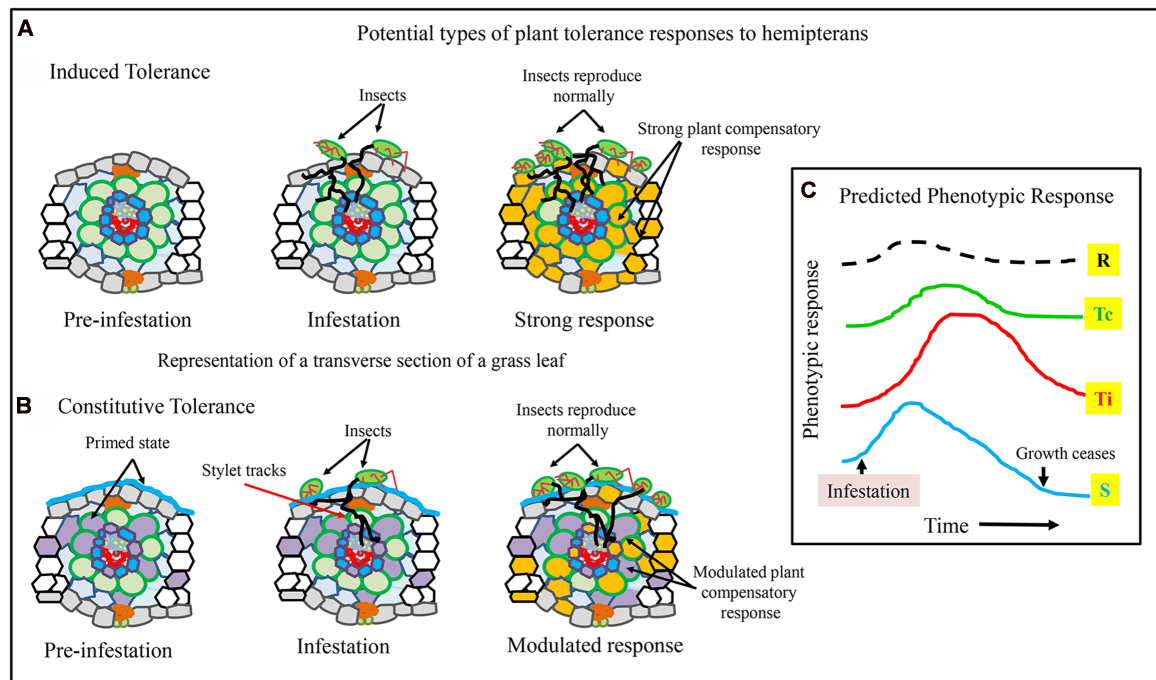 A
Potential types of plant tolerance responses to hemipterans
Induced Tolerance
Insects
Insects reproduce
normally
Strong plant compensatory
response
Pre-infestation
Infestation
Strong response
Representation of a transverse section of a grass leaf
B
Constitutive Tolerance
Primed state
Stylet tracks
Insects
Insects reproduce
normally
Modulated plant
compensatory
response
Pre-infestation
Infestation
Modulated response
C
Predicted Phenotypic Response
Phenotypic response
R
Tc
Ti
S
Growth ceases
Infestation
Time